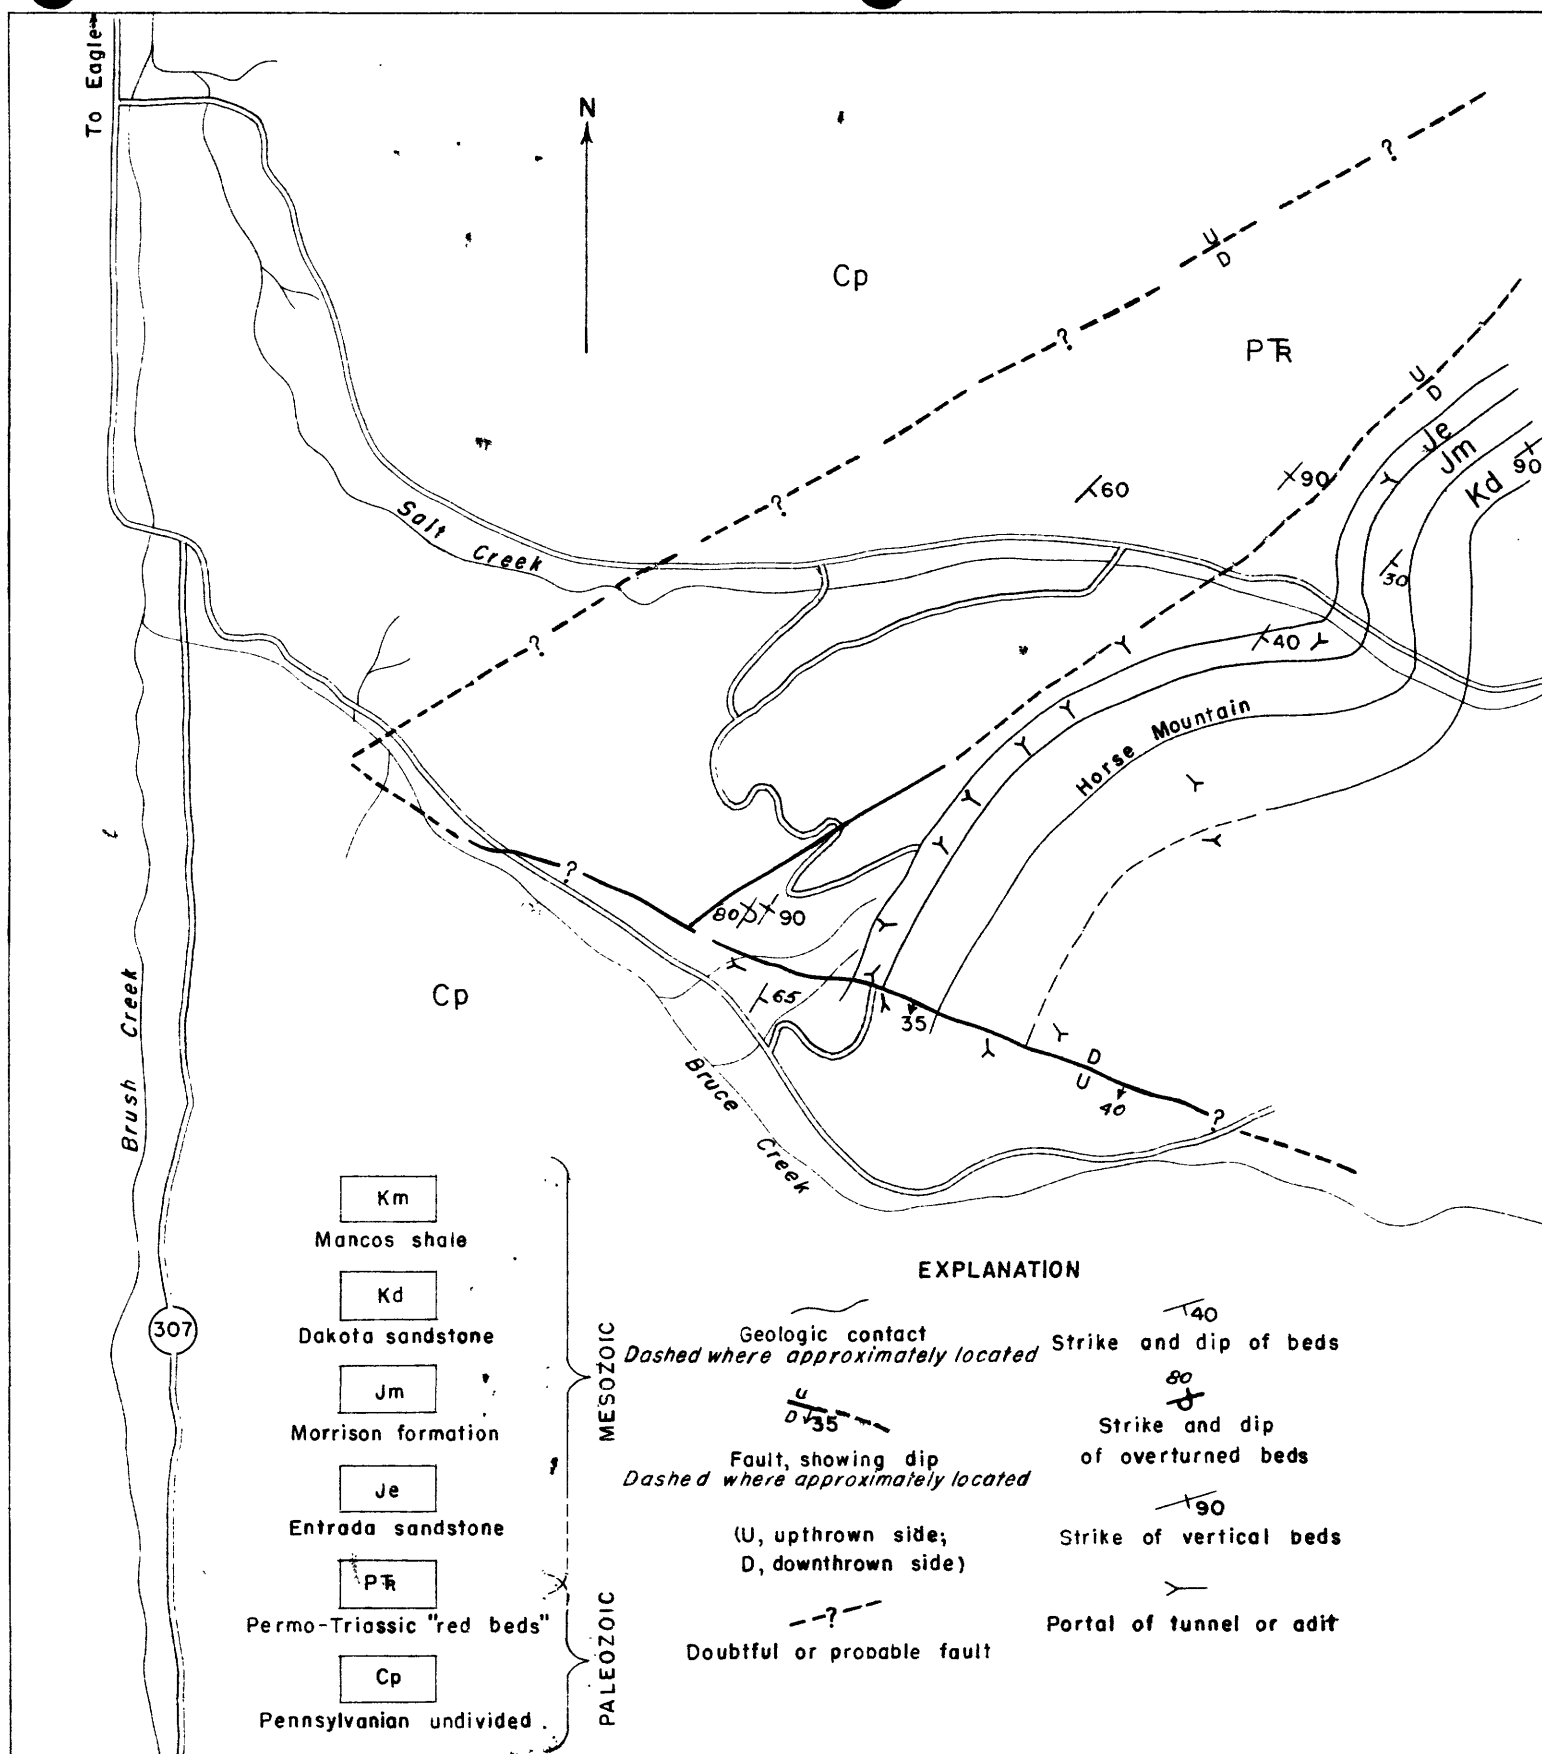 To Eagle
N
?
U
D
Cp
?
PTR
U
D
Je
Jm
Kd
90
60
90
?
30
Salt Creek
?
40
Horse Mountain
?
80
90
Cp
65
35
D
U
40
?
Brush Creek
Bruce Creek
307
Km
Mancos shale
Kd
Dakota sandstone
Jm
Morrison formation
Je
Entrada sandstone
PTR
Permo-Triassic "red beds"
Cp
Pennsylvanian undivided
MESOZOIC
PALEOZOIC
EXPLANATION
Geologic contact
Dashed where approximately located
U
D 35
Fault, showing dip
Dashed where approximately located
(U, upthrown side;
D, downthrown side)
?
Doubtful or probable fault
40
Strike and dip of beds
80
Strike and dip
of overturned beds
90
Strike of vertical beds
Portal of tunnel or adit